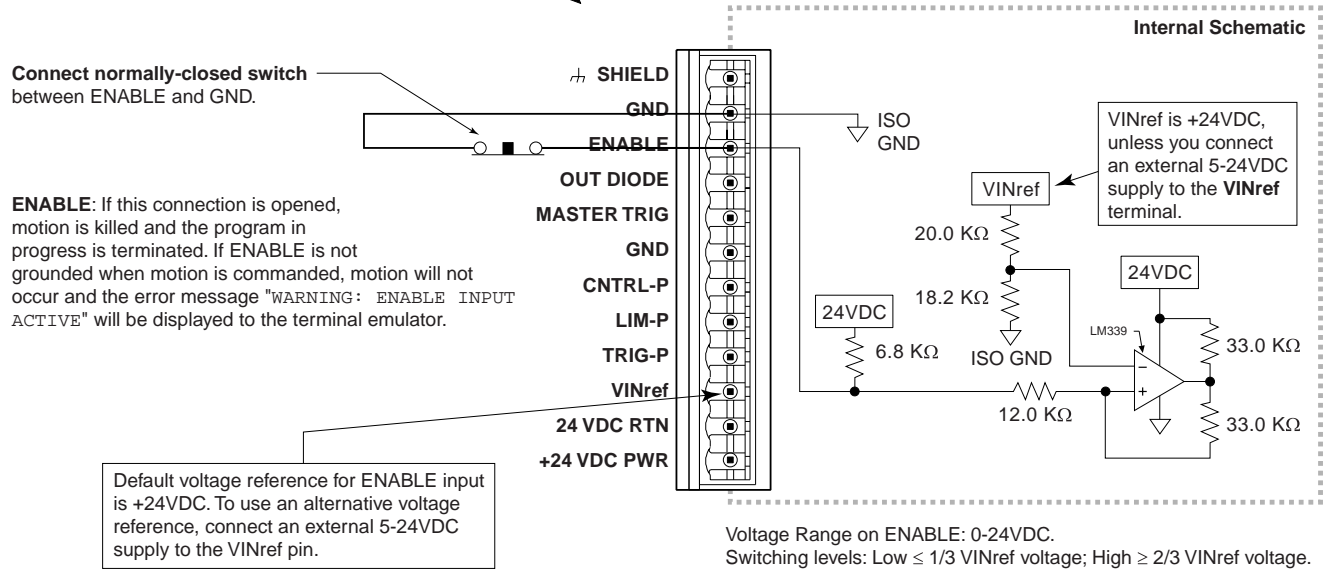 Internal Schematic
Connect normally-closed switch
between ENABLE and GND.
SHIELD
GND
ENABLE
OUT DIODE
MASTER TRIG
GND
CNTRL-P
LIM-P
TRIG-P
VINref
24 VDC RTN
+24 VDC PWR
ENABLE: If this connection is opened,
motion is killed and the program in
progress is terminated. If ENABLE is not
grounded when motion is commanded, motion will not
occur and the error message "WARNING: ENABLE INPUT
ACTIVE" will be displayed to the terminal emulator.
Default voltage reference for ENABLE input
is +24VDC. To use an alternative voltage
reference, connect an external 5-24VDC
supply to the VINref pin.
ISO
GND
VINref is +24VDC,
unless you connect
an external 5-24VDC
supply to the VINref
terminal.
VINref
20.0 KΩ
18.2 KΩ
ISO GND
24VDC
6.8 KΩ
12.0 KΩ
24VDC
LM339
33.0 KΩ
33.0 KΩ
−
+
Voltage Range on ENABLE: 0-24VDC.
Switching levels: Low ≤ 1/3 VINref voltage; High ≥ 2/3 VINref voltage.